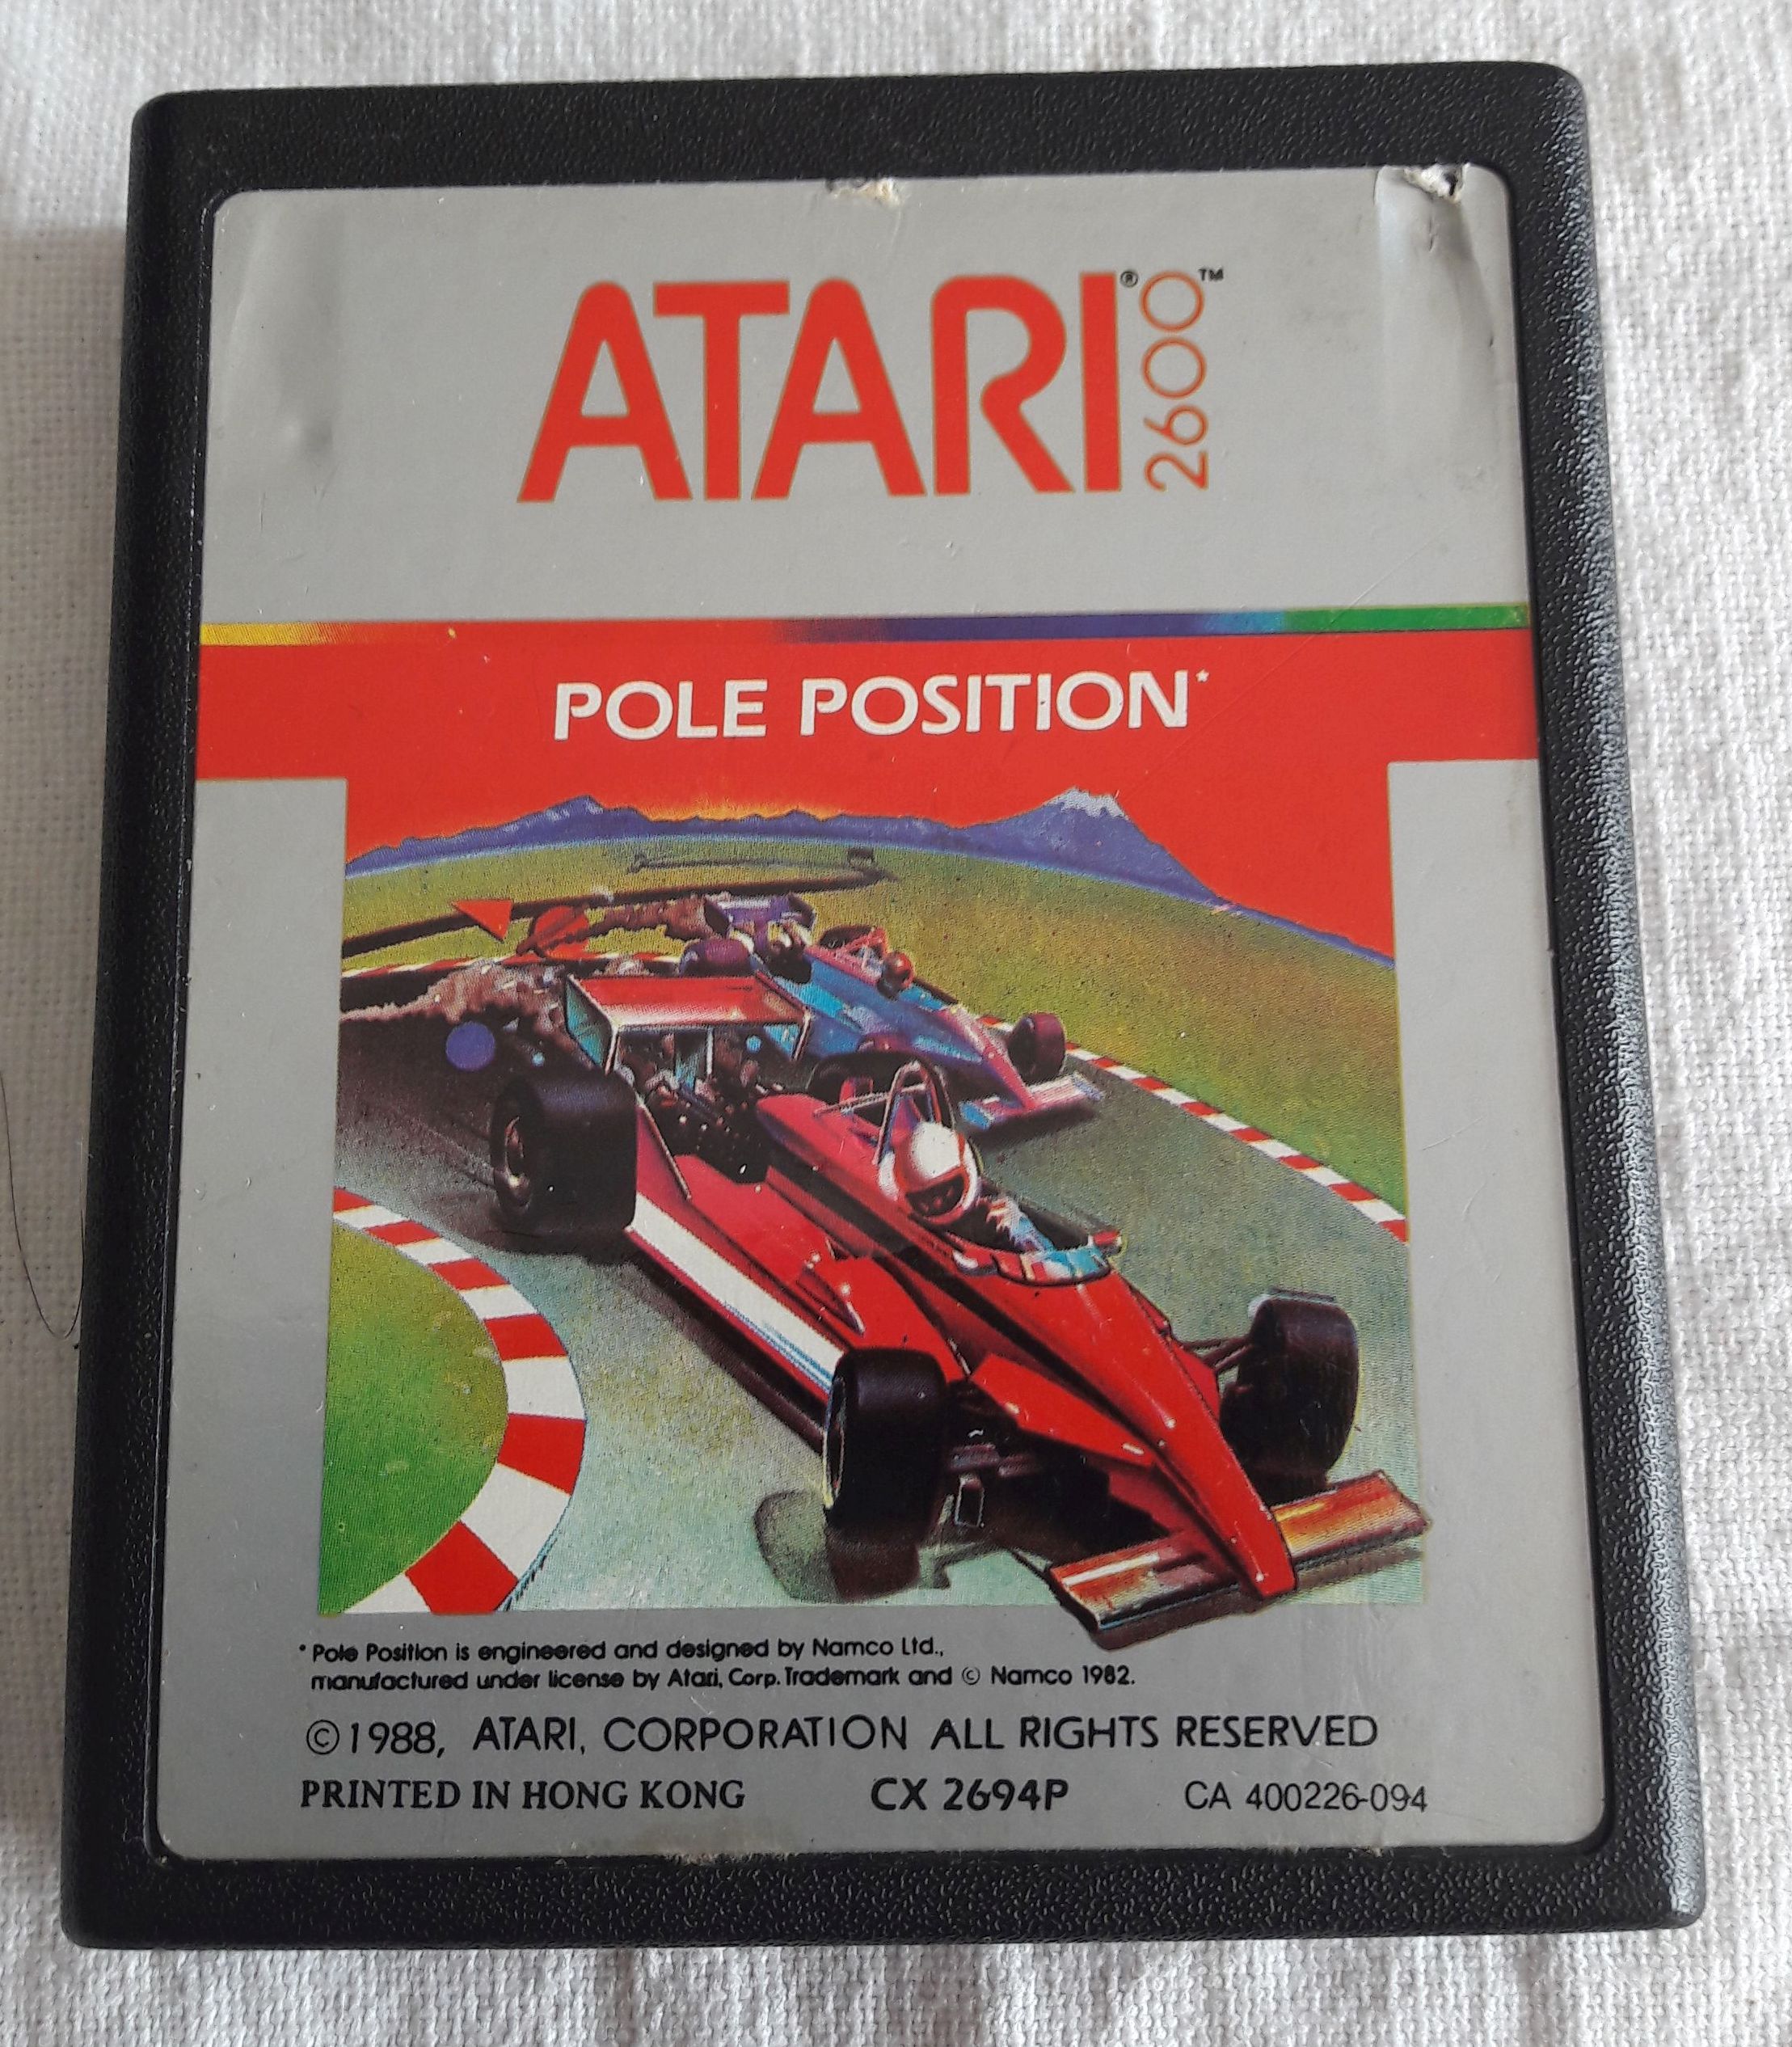 ATARI® 2600™
POLE POSITION*
* Pole Position is engineered and designed by Namco Ltd.,
manufactured under license by Atari, Corp. Trademark and © Namco 1982.
©1988, ATARI, CORPORATION ALL RIGHTS RESERVED
PRINTED IN HONG KONG CX 2694P CA 400226-094